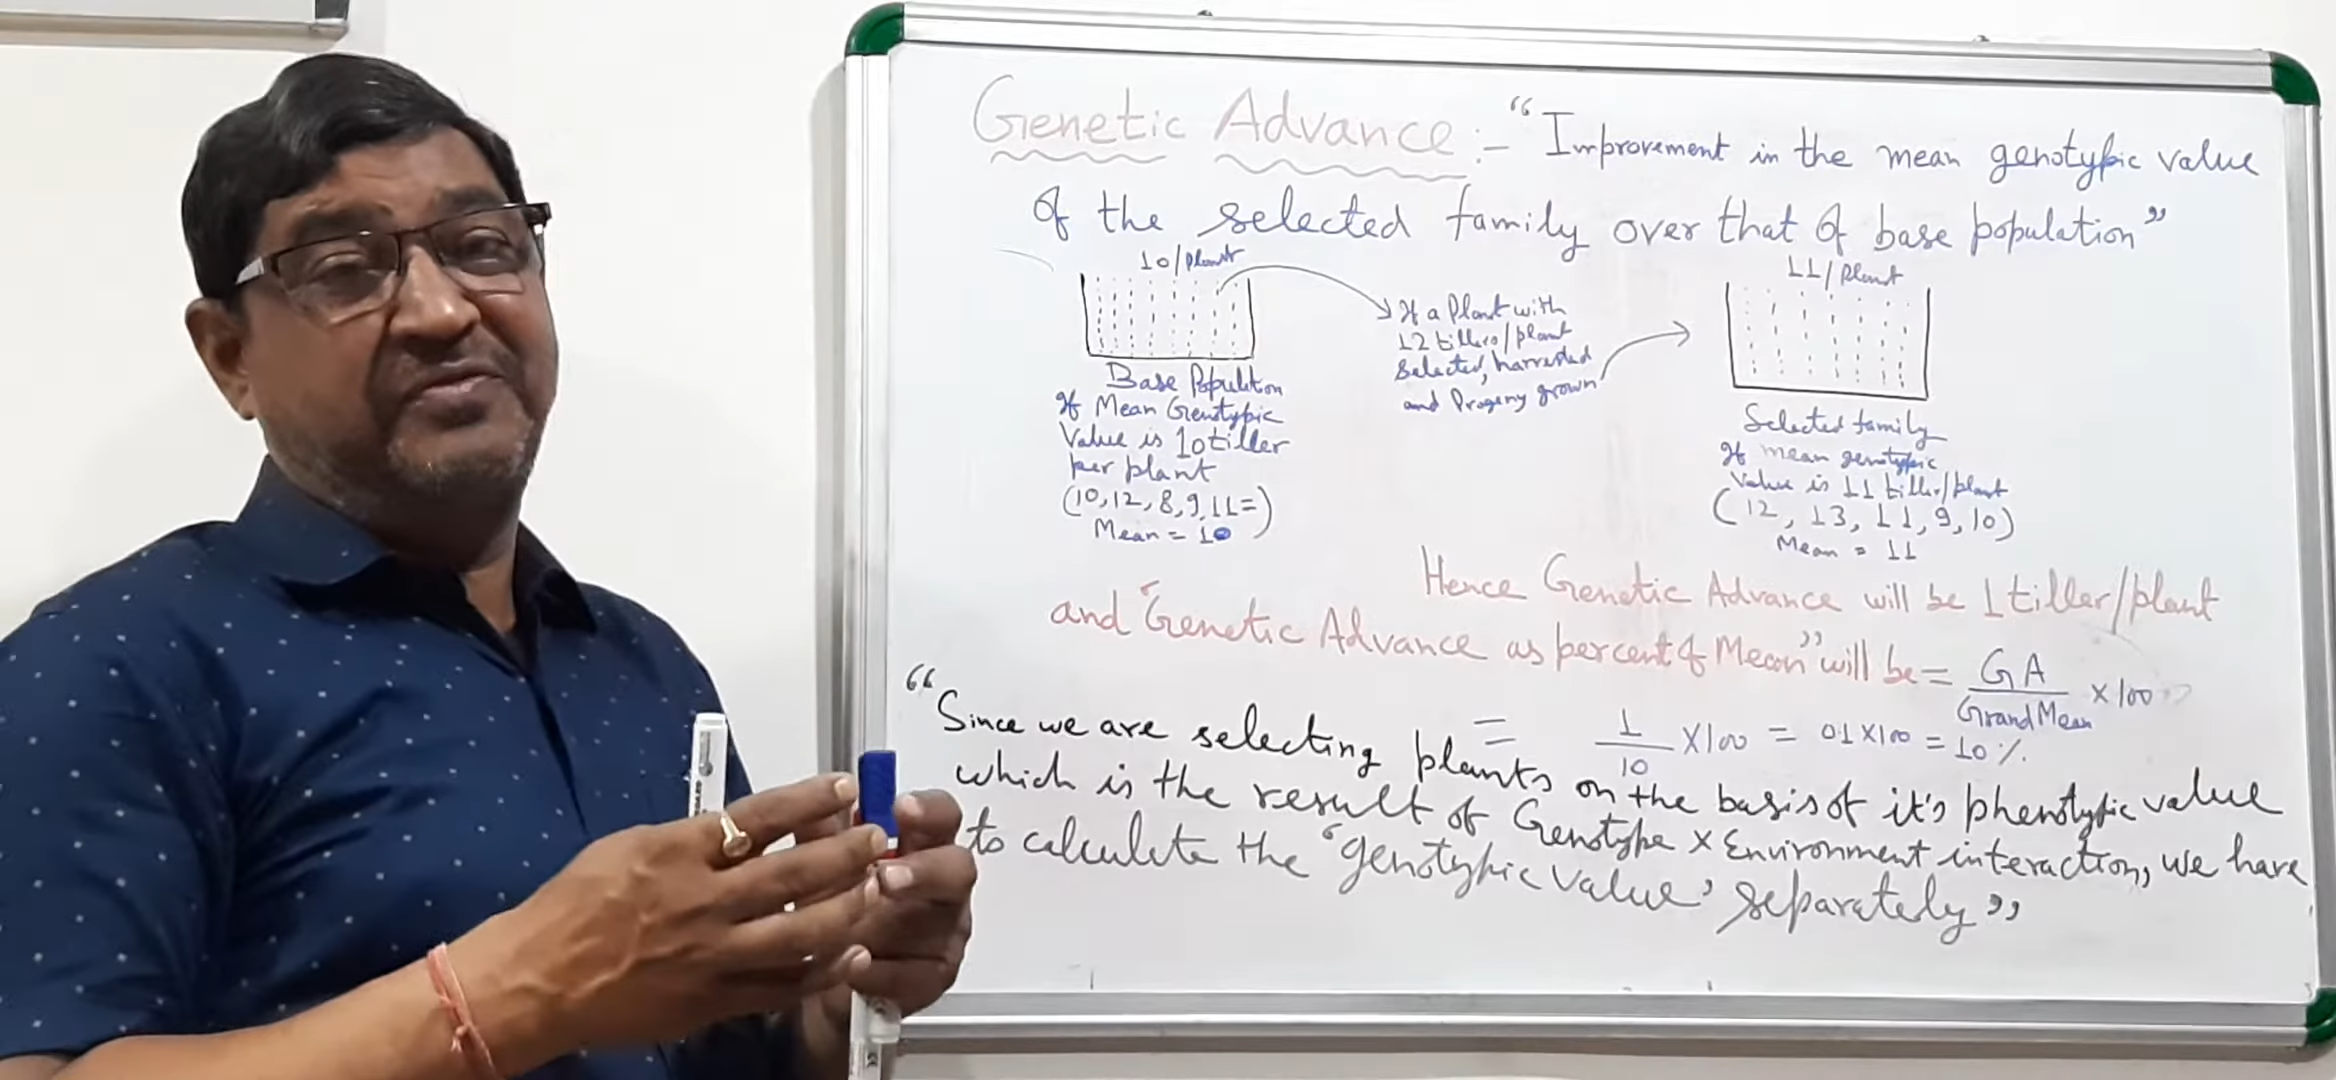 Genetic Advance :- "Improvement in the mean genotypic value
of the selected family over that of base population"
10/plant
Base Population
If Mean Genotypic
Value is 10 tiller
per plant
(10, 12, 8, 9, 11 = )
Mean = 10
If a Plant with
12 tillers/plant
Selected, harvested
and Progeny grown
11/plant
Selected family
If mean genotypic
Value is 11 tiller/plant
(12, 13, 11, 9, 10)
Mean = 11
Hence Genetic Advance will be 1 tiller/plant
and "Genetic Advance as percent of Mean" will be = GA / Grand Mean × 100
= 1/10 × 100 = 0.1 × 100 = 10 %.
"Since we are selecting plants on the basis of it's phenotypic value
which is the result of Genotype × Environment interaction, we have
to calculate the 'genotypic value' separately"